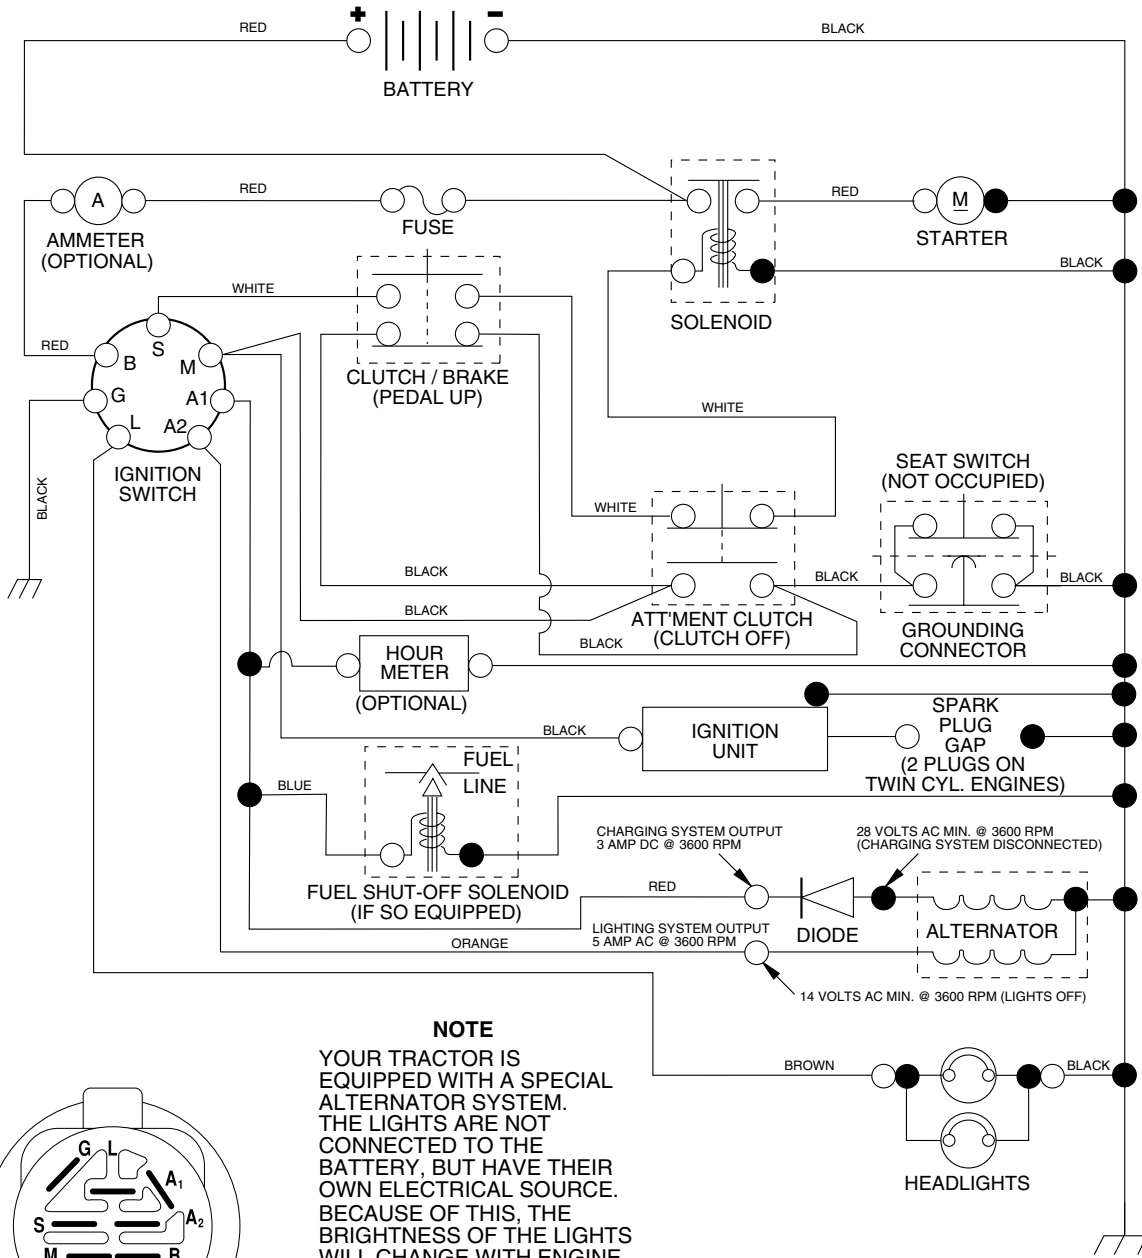 + -
RED
BLACK
BATTERY
A
RED
FUSE
RED
M
AMMETER
(OPTIONAL)
STARTER
BLACK
WHITE
SOLENOID
RED
S
B
M
G
A1
L
A2
CLUTCH / BRAKE
(PEDAL UP)
IGNITION
SWITCH
BLACK
WHITE
SEAT SWITCH
(NOT OCCUPIED)
WHITE
BLACK
BLACK
BLACK
BLACK
ATT'MENT CLUTCH
(CLUTCH OFF)
BLACK
GROUNDING
CONNECTOR
HOUR
METER
(OPTIONAL)
BLACK
IGNITION
UNIT
SPARK
PLUG
GAP
(2 PLUGS ON
TWIN CYL. ENGINES)
FUEL
LINE
BLUE
FUEL SHUT-OFF SOLENOID
(IF SO EQUIPPED)
CHARGING SYSTEM OUTPUT
3 AMP DC @ 3600 RPM
28 VOLTS AC MIN. @ 3600 RPM
(CHARGING SYSTEM DISCONNECTED)
RED
DIODE
ALTERNATOR
LIGHTING SYSTEM OUTPUT
5 AMP AC @ 3600 RPM
ORANGE
14 VOLTS AC MIN. @ 3600 RPM (LIGHTS OFF)
BROWN
BLACK
HEADLIGHTS
NOTE
YOUR TRACTOR IS
EQUIPPED WITH A SPECIAL
ALTERNATOR SYSTEM.
THE LIGHTS ARE NOT
CONNECTED TO THE
BATTERY, BUT HAVE THEIR
OWN ELECTRICAL SOURCE.
BECAUSE OF THIS, THE
BRIGHTNESS OF THE LIGHTS
WILL CHANGE WITH ENGINE
G L
A1
S
A2
M
B